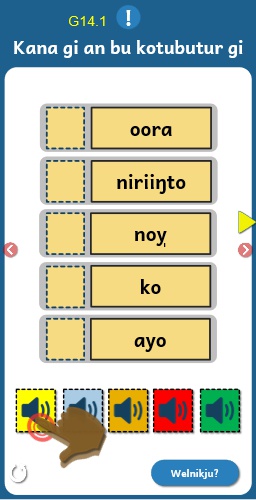 G14.1 !
Kana gi an bu kotubutur gi
oora
niriiŋto
noy̩
ko
ayo
Welnikju?